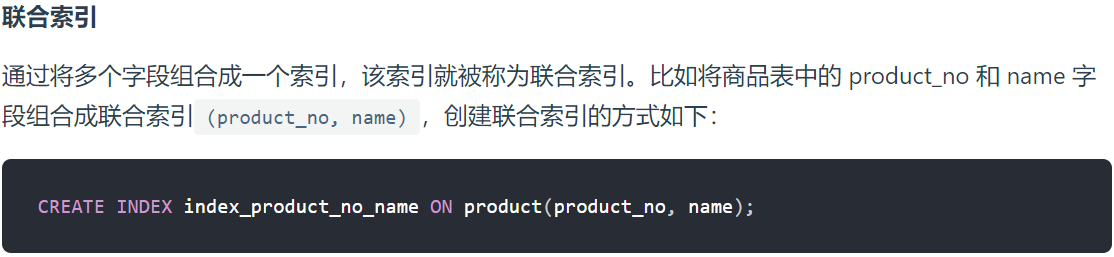 联合索引
通过将多个字段组合成一个索引，该索引就被称为联合索引。比如将商品表中的 product_no 和 name 字
段组合成联合索引 (product_no, name) ，创建联合索引的方式如下：
CREATE INDEX index_product_no_name ON product(product_no, name);